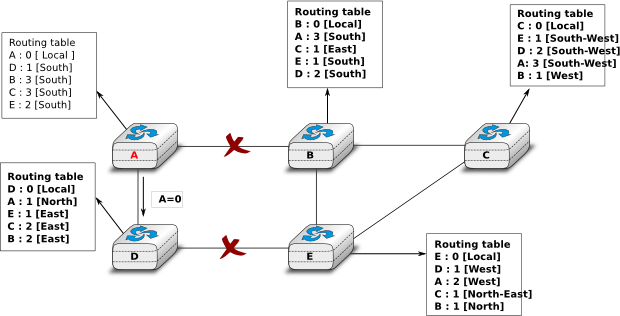 Routing table
B : 0 [Local]
A : 3 [South]
C : 1 [East]
E : 1 [South]
D : 2 [South]
Routing table
C : 0 [Local]
E : 1 [South-West]
D : 2 [South-West]
A: 3 [South-West]
B : 1 [West]
Routing table
A : 0 [ Local ]
D : 1 [South]
B : 3 [South]
C : 3 [South]
E : 2 [South]
A
B
C
Routing table
D : 0 [Local]
A : 1 [North]
E : 1 [East]
C : 2 [East]
B : 2 [East]
A=0
D
E
Routing table
E : 0 [Local]
D : 1 [West]
A : 2 [West]
C : 1 [North-East]
B : 1 [North]